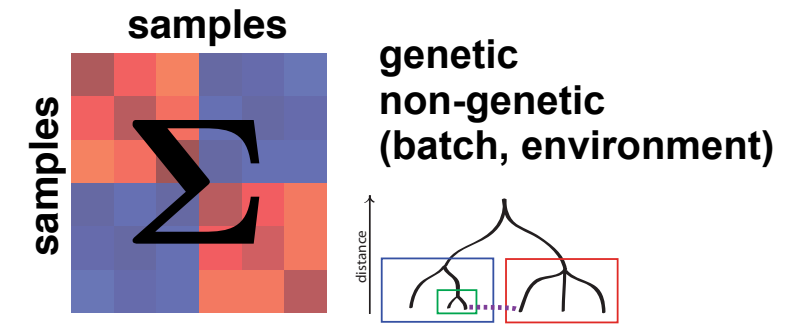 samples
samples
Σ
genetic
non-genetic
(batch, environment)
distance